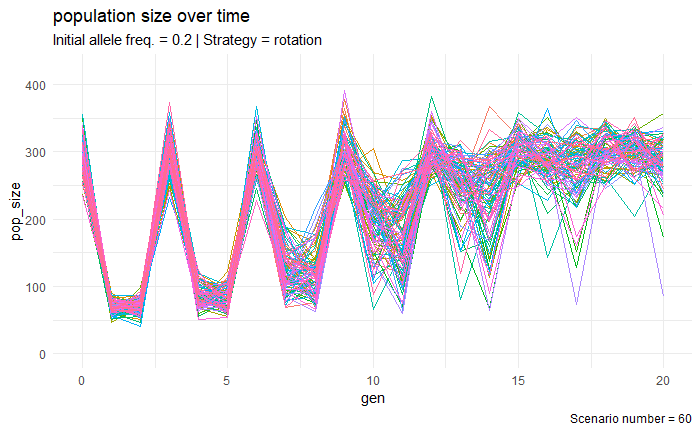 population size over time
Initial allele freq. = 0.2 | Strategy = rotation
400
300
200
100
0
pop_size
0 5 10 15 20
gen
Scenario number = 60